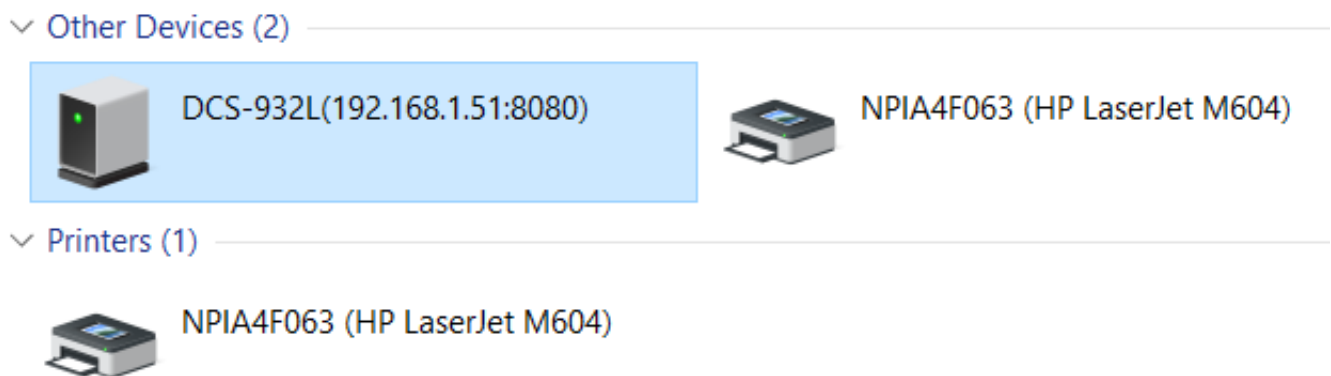 Other Devices (2)
DCS-932L(192.168.1.51:8080)
NPIA4F063 (HP LaserJet M604)
Printers (1)
NPIA4F063 (HP LaserJet M604)